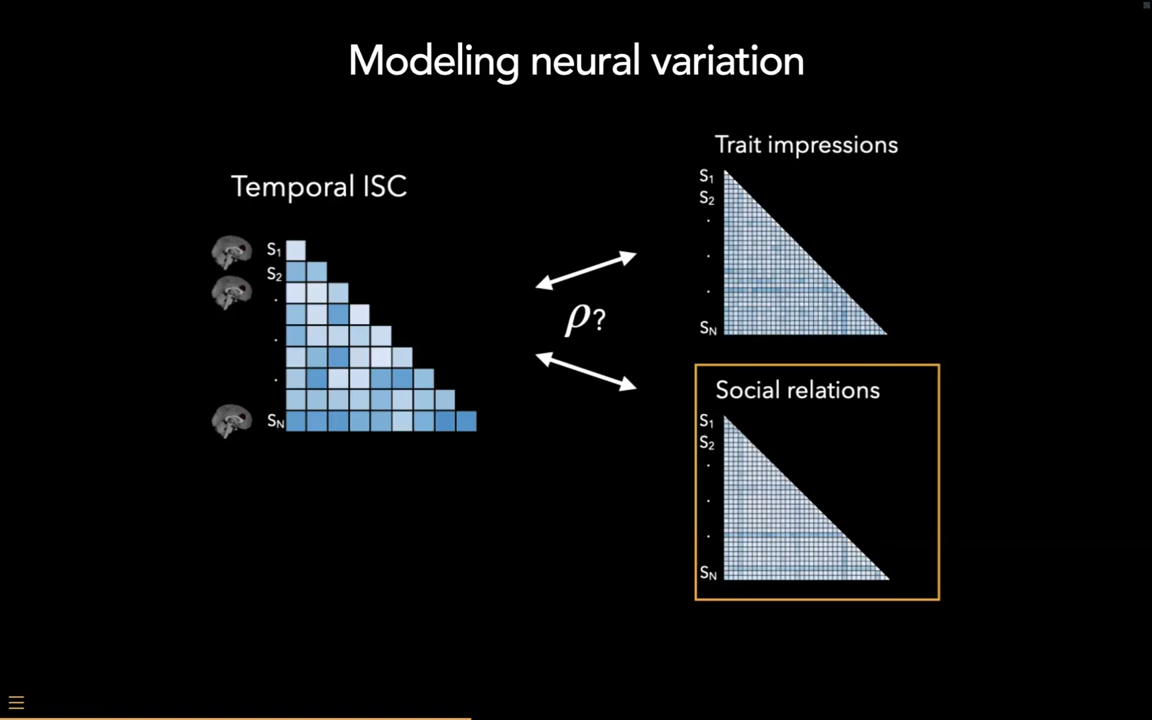 Modeling neural variation
Temporal ISC
S1
S2
.
.
.
SN
ρ?
Trait impressions
S1
S2
.
.
.
SN
Social relations
S1
S2
.
.
.
SN